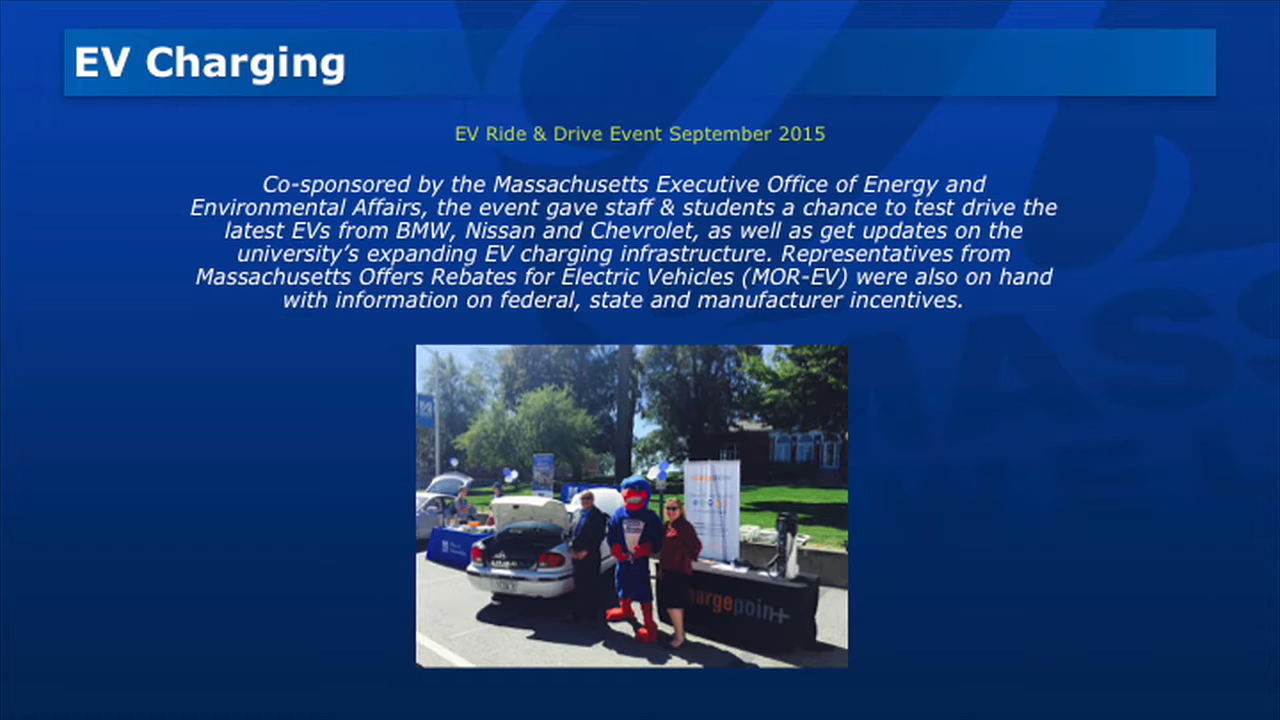 EV Charging
EV Ride & Drive Event September 2015
Co-sponsored by the Massachusetts Executive Office of Energy and
Environmental Affairs, the event gave staff & students a chance to test drive the
latest EVs from BMW, Nissan and Chevrolet, as well as get updates on the
university’s expanding EV charging infrastructure. Representatives from
Massachusetts Offers Rebates for Electric Vehicles (MOR-EV) were also on hand
with information on federal, state and manufacturer incentives.
argepoin+